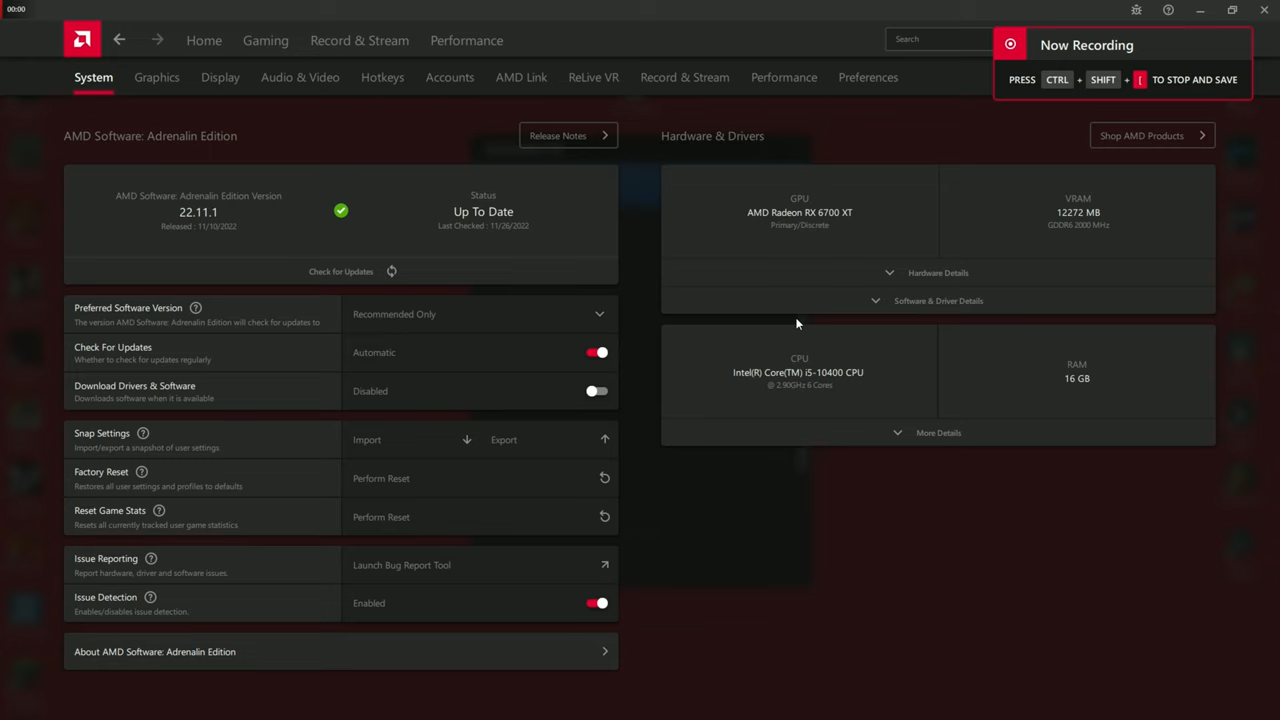 00:00
Home
Gaming
Record & Stream
Performance
Search
Now Recording
PRESS CTRL + SHIFT + [ TO STOP AND SAVE
System
Graphics
Display
Audio & Video
Hotkeys
Accounts
AMD Link
ReLive VR
Record & Stream
Performance
Preferences
AMD Software: Adrenalin Edition
Release Notes
AMD Software: Adrenalin Edition Version
22.11.1
Released : 11/10/2022
Status
Up To Date
Last Checked : 11/26/2022
Check for Updates
Preferred Software Version
The version AMD Software: Adrenalin Edition will check for updates to
Recommended Only
Check For Updates
Whether to check for updates regularly
Automatic
Download Drivers & Software
Downloads software when it is available
Disabled
Snap Settings
Import/export a snapshot of user settings
Import
Export
Factory Reset
Restores all user settings and profiles to defaults
Perform Reset
Reset Game Stats
Resets all currently tracked user game statistics
Perform Reset
Issue Reporting
Report hardware, driver and software issues.
Launch Bug Report Tool
Issue Detection
Enables/disables issue detection.
Enabled
About AMD Software: Adrenalin Edition
Hardware & Drivers
Shop AMD Products
GPU
AMD Radeon RX 6700 XT
Primary/Discrete
VRAM
12272 MB
GDDR6 2000 MHz
Hardware Details
Software & Driver Details
CPU
Intel(R) Core(TM) i5-10400 CPU
@ 2.90GHz 6 Cores
RAM
16 GB
More Details